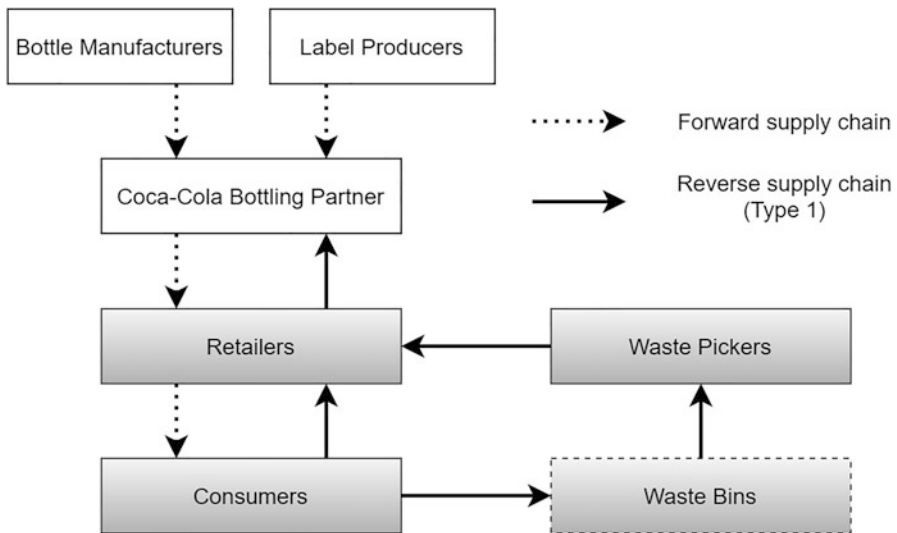 Bottle Manufacturers
Label Producers
Forward supply chain
Coca-Cola Bottling Partner
Reverse supply chain
(Type 1)
Retailers
Waste Pickers
Consumers
Waste Bins